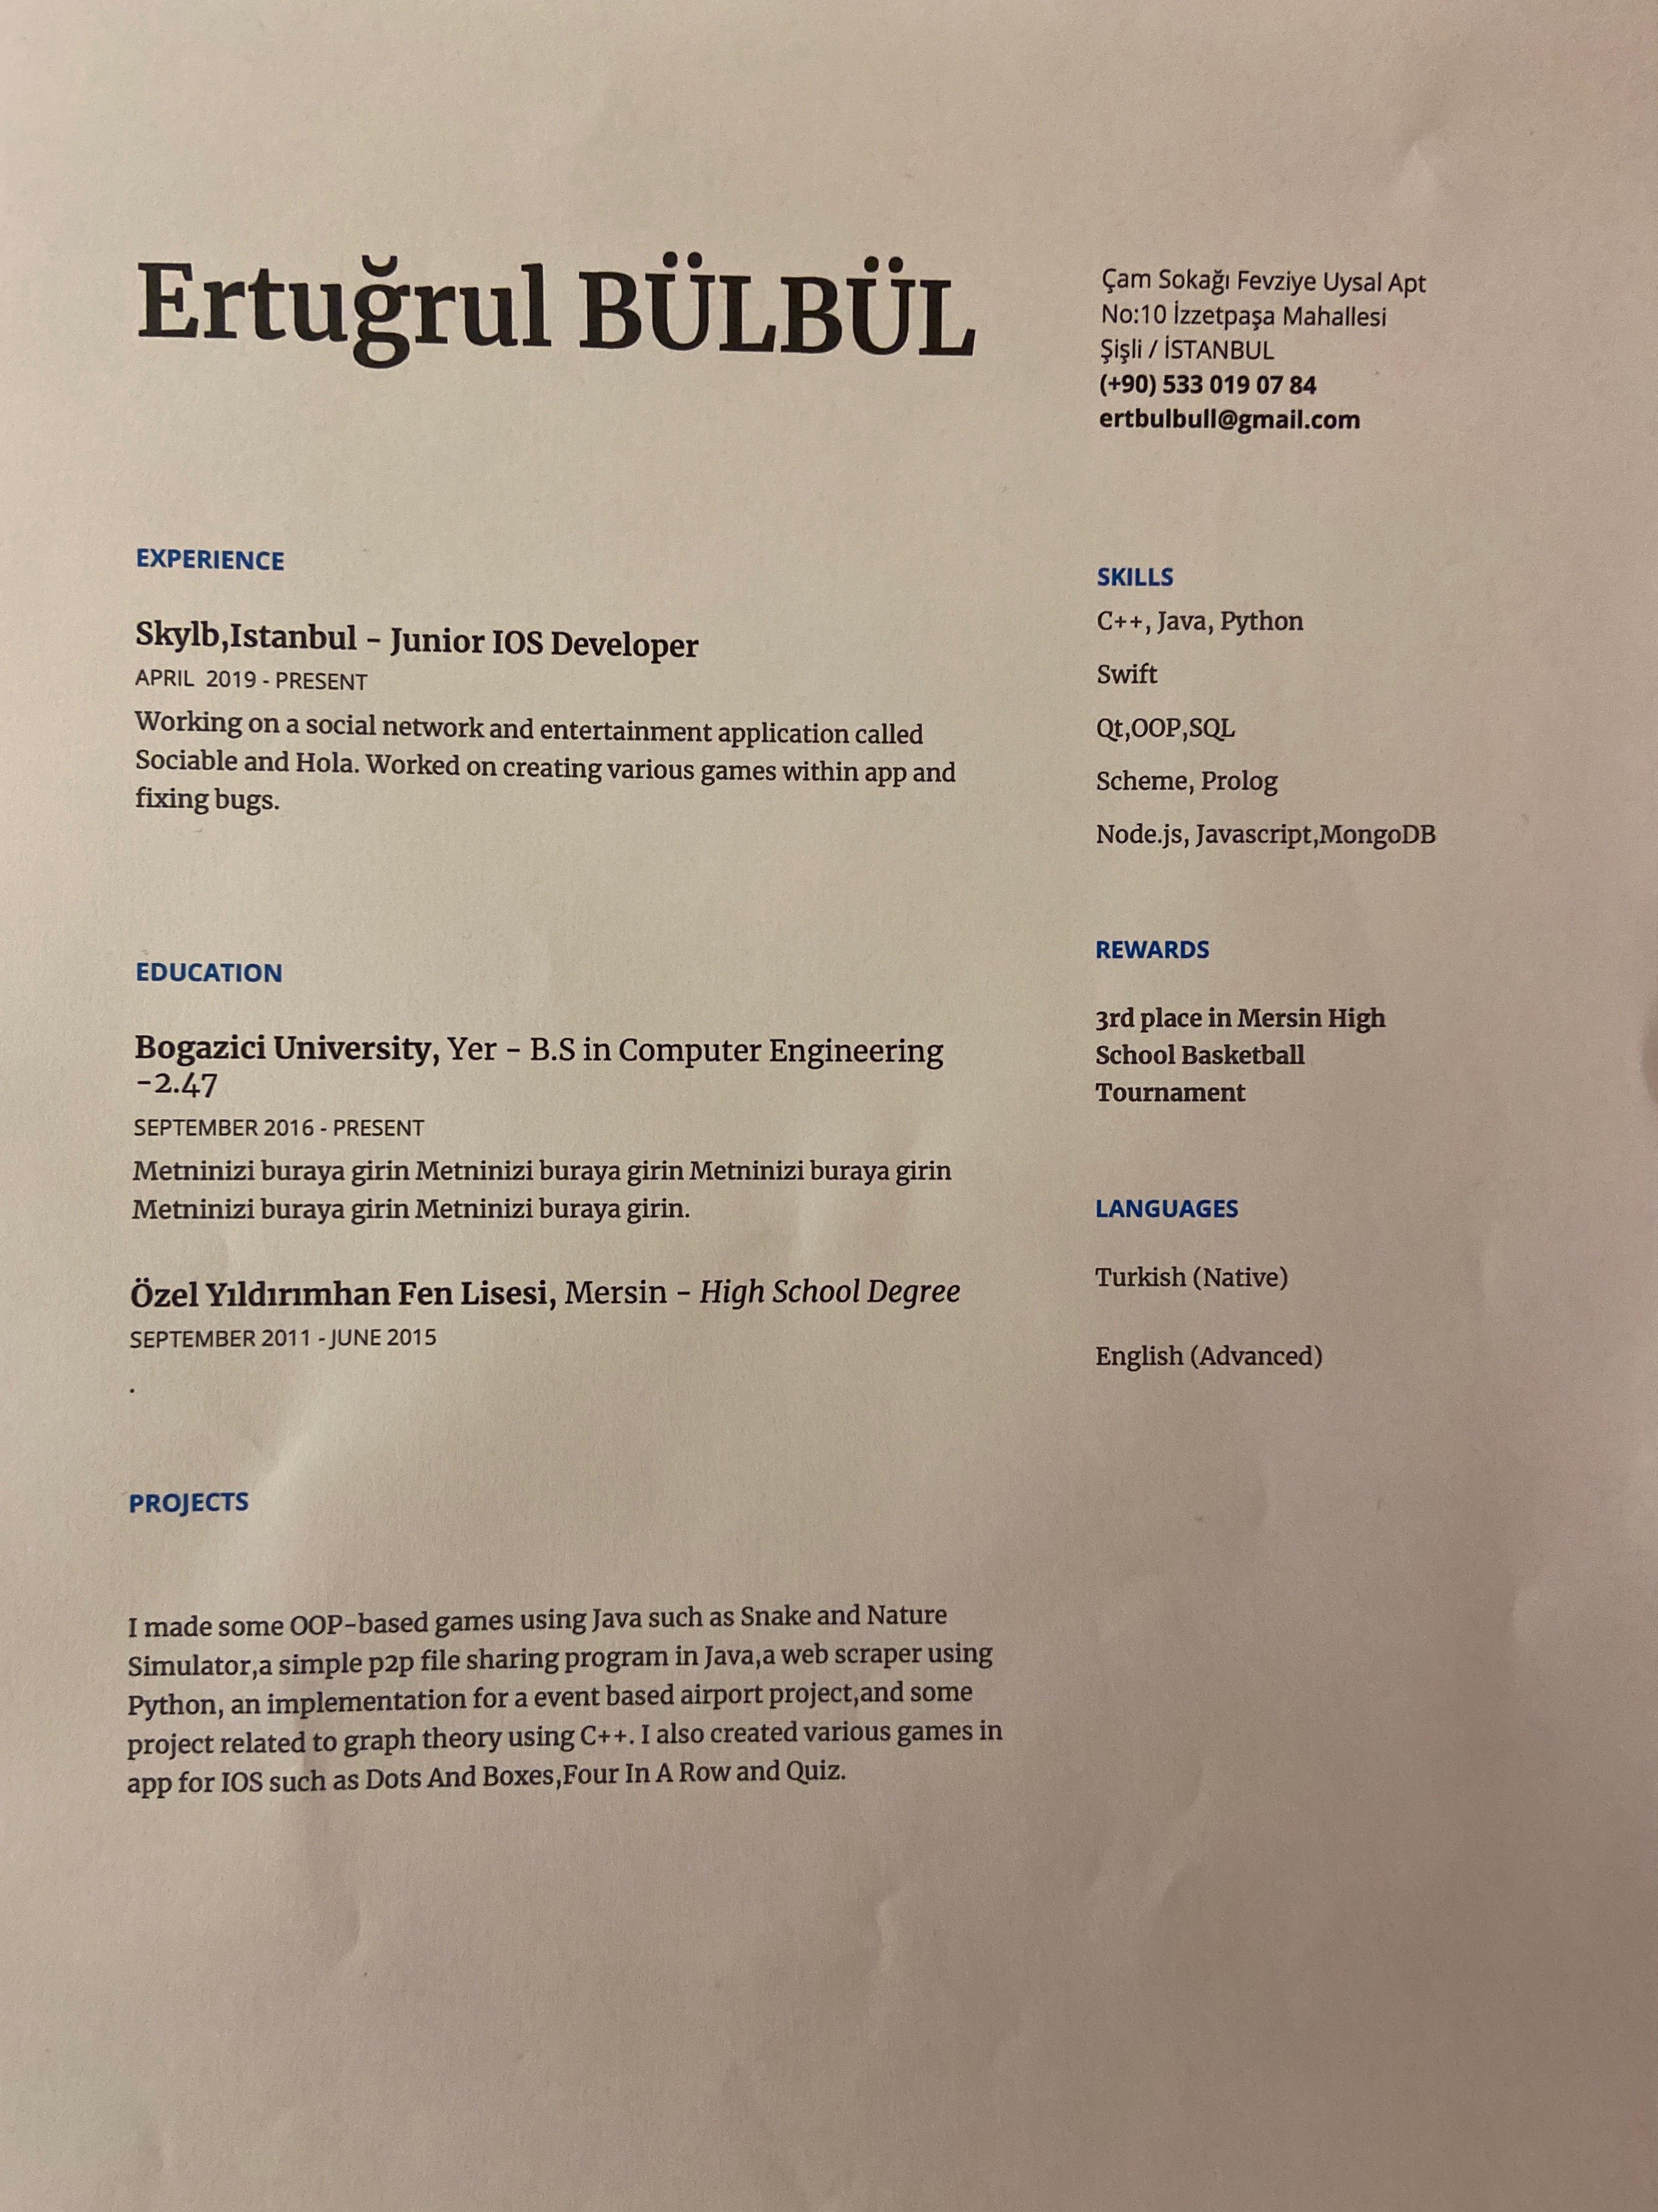 Ertuğrul BÜLBÜL
Çam Sokağı Fevziye Uysal Apt
No:10 İzzetpaşa Mahallesi
Şişli / İSTANBUL
(+90) 533 019 07 84
ertbulbull@gmail.com
EXPERIENCE
Skylb,Istanbul - Junior IOS Developer
APRIL 2019 - PRESENT
Working on a social network and entertainment application called
Sociable and Hola. Worked on creating various games within app and
fixing bugs.
EDUCATION
Bogazici University, Yer - B.S in Computer Engineering
-2.47
SEPTEMBER 2016 - PRESENT
Metninizi buraya girin Metninizi buraya girin Metninizi buraya girin
Metninizi buraya girin Metninizi buraya girin.
Özel Yıldırımhan Fen Lisesi, Mersin - High School Degree
SEPTEMBER 2011 - JUNE 2015
.
PROJECTS
I made some OOP-based games using Java such as Snake and Nature
Simulator,a simple p2p file sharing program in Java,a web scraper using
Python, an implementation for a event based airport project,and some
project related to graph theory using C++. I also created various games in
app for IOS such as Dots And Boxes,Four In A Row and Quiz.
SKILLS
C++, Java, Python
Swift
Qt,OOP,SQL
Scheme, Prolog
Node.js, Javascript,MongoDB
REWARDS
3rd place in Mersin High
School Basketball
Tournament
LANGUAGES
Turkish (Native)
English (Advanced)